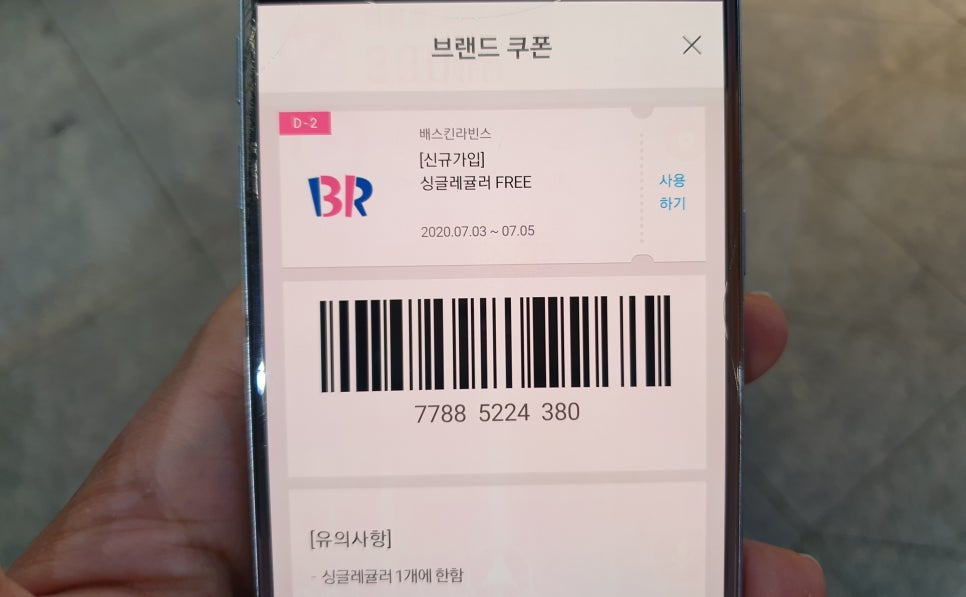 브랜드 쿠폰
D-2
배스킨라빈스
[신규가입]
싱글레귤러 FREE
BR
사용
하기
2020.07.03 ~ 07.05
7788 5224 380
[유의사항]
- 싱글레귤러 1개에 한함